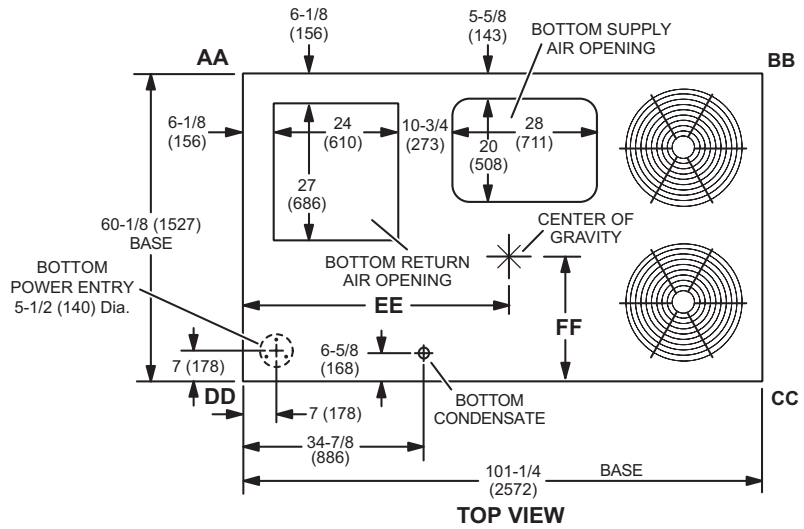 6-1/8
(156)
5-5/8
(143)
BOTTOM SUPPLY
AIR OPENING
AA
BB
6-1/8
(156)
24
(610)
10-3/4
(273)
28
(711)
20
(508)
27
(686)
60-1/8 (1527)
BASE
CENTER OF
GRAVITY
BOTTOM
POWER ENTRY
5-1/2 (140) Dia.
BOTTOM RETURN
AIR OPENING
EE
FF
7 (178)
6-5/8
(168)
DD
7 (178)
BOTTOM
CONDENSATE
CC
34-7/8
(886)
101-1/4
(2572)
BASE
TOP VIEW